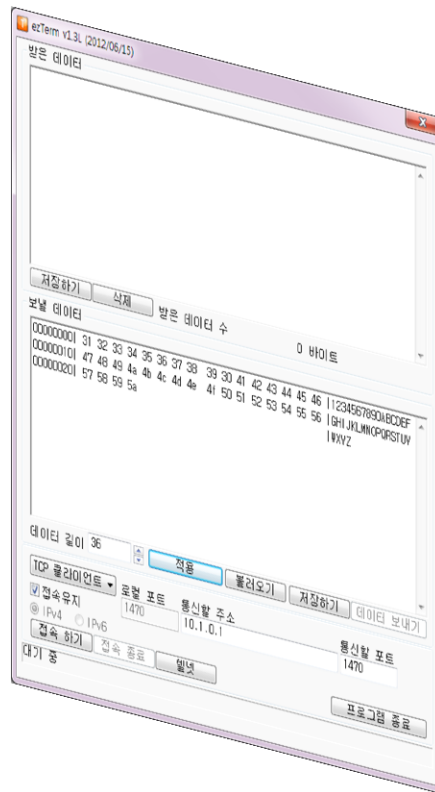 ezTerm v1.3L (2012/06/15)
받은 데이터
저장하기 삭제 받은 데이터 수 0 바이트
보낼 데이터
00000000| 31 32 33 34 35 36 37 38 39 30 41 42 43 44 45 46 |1234567890ABCDEF
00000010| 47 48 49 4a 4b 4c 4d 4e 4f 50 51 52 53 54 55 56 |GHIJKLMNOPQRSTUV
00000020| 57 58 59 5a |WXYZ
데이터 길이 36 적용 불러오기 저장하기 데이터 보내기
TCP 클라이언트 로컬 포트 통신할 주소 통신할 포트
접속유지 1470 10.1.0.1 1470
IPv4 IPv6
접속 하기 접속 종료 텔넷 프로그램 종료
대기 중